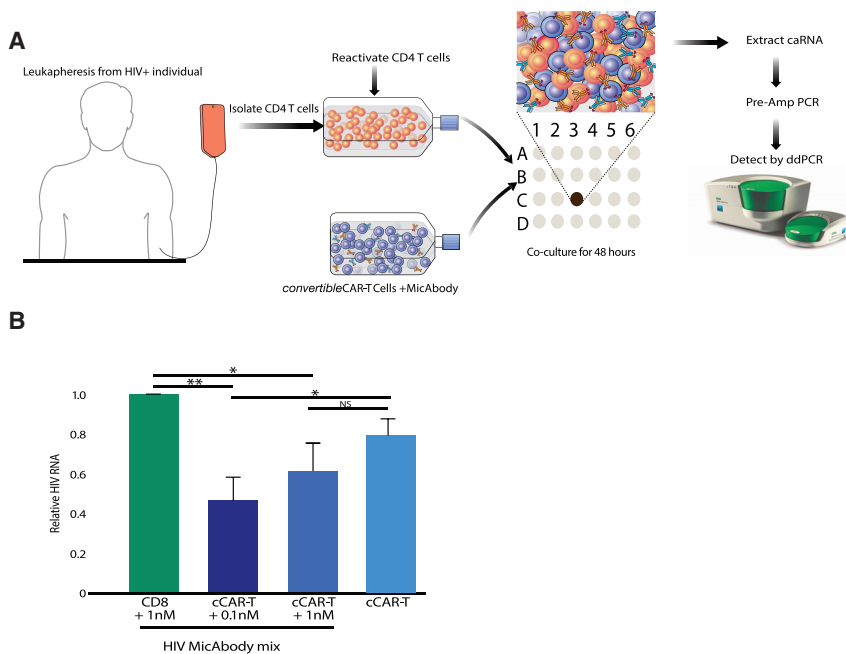 A
Leukapheresis from HIV+ individual
Isolate CD4 T cells
Reactivate CD4 T cells
convertibleCAR-T Cells +MicAbody
1 2 3 4 5 6
A
B
C
D
Co-culture for 48 hours
Extract caRNA
Pre-Amp PCR
Detect by ddPCR
B
Relative HIV RNA
1.0
0.8
0.6
0.4
0.2
0
*
**
*
NS
CD8
+ 1nM
cCAR-T
+ 0.1nM
cCAR-T
+ 1nM
cCAR-T
HIV MicAbody mix